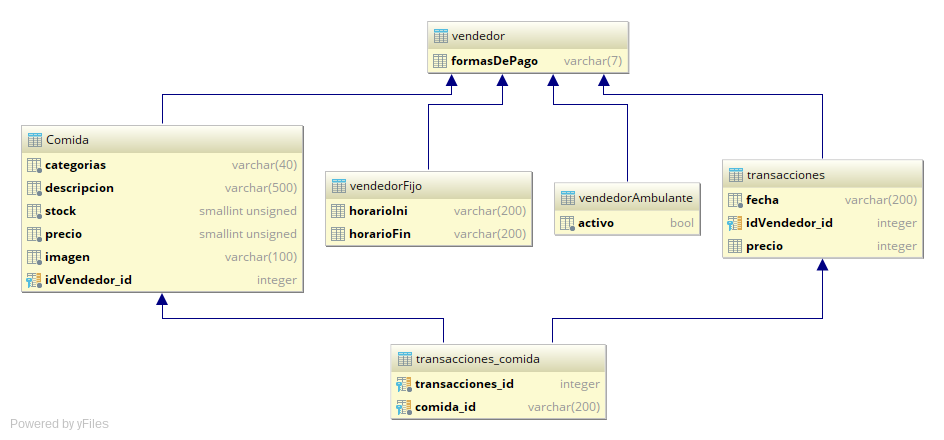 vendedor
formasDePago varchar(7)
Comida
categorias varchar(40)
descripcion varchar(500)
stock smallint unsigned
precio smallint unsigned
imagen varchar(100)
idVendedor_id integer
vendedorFijo
horarioIni varchar(200)
horarioFin varchar(200)
vendedorAmbulante
activo bool
transacciones
fecha varchar(200)
idVendedor_id integer
precio integer
transacciones_comida
transacciones_id integer
comida_id varchar(200)
Powered by yFiles